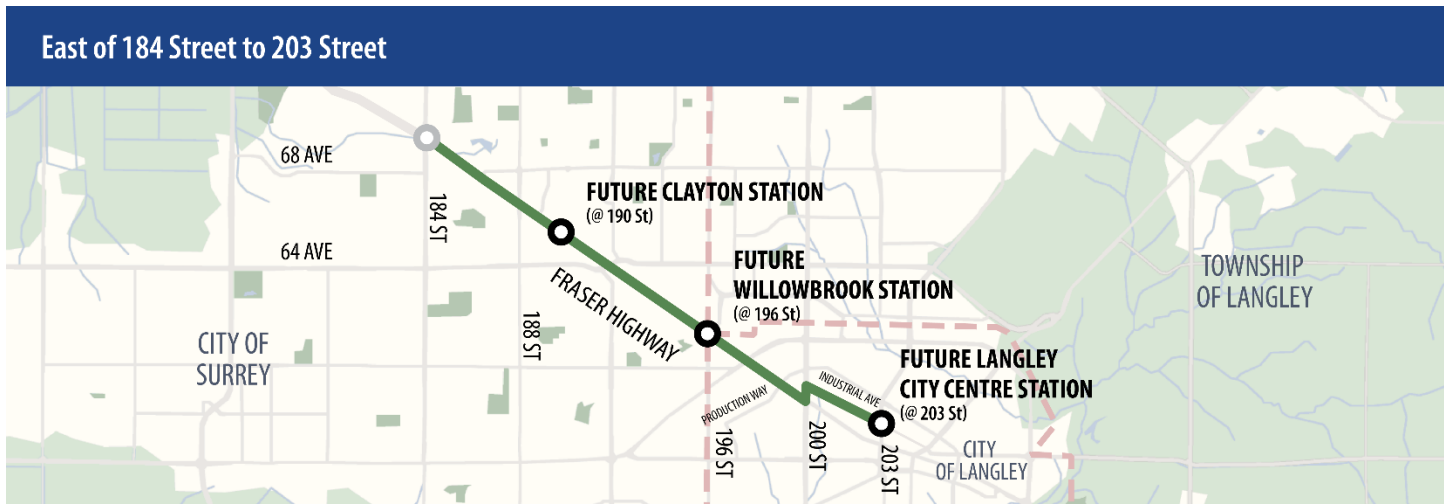 East of 184 Street to 203 Street
68 AVE
184 ST
FUTURE CLAYTON STATION
(@ 190 St)
64 AVE
FUTURE
WILLOWBROOK STATION
(@ 196 St)
TOWNSHIP
OF LANGLEY
FRASER HIGHWAY
188 ST
CITY OF
SURREY
FUTURE LANGLEY
CITY CENTRE STATION
(@ 203 St)
INDUSTRIAL AVE
PRODUCTION WAY
196 ST
200 ST
203 ST
CITY
OF LANGLEY